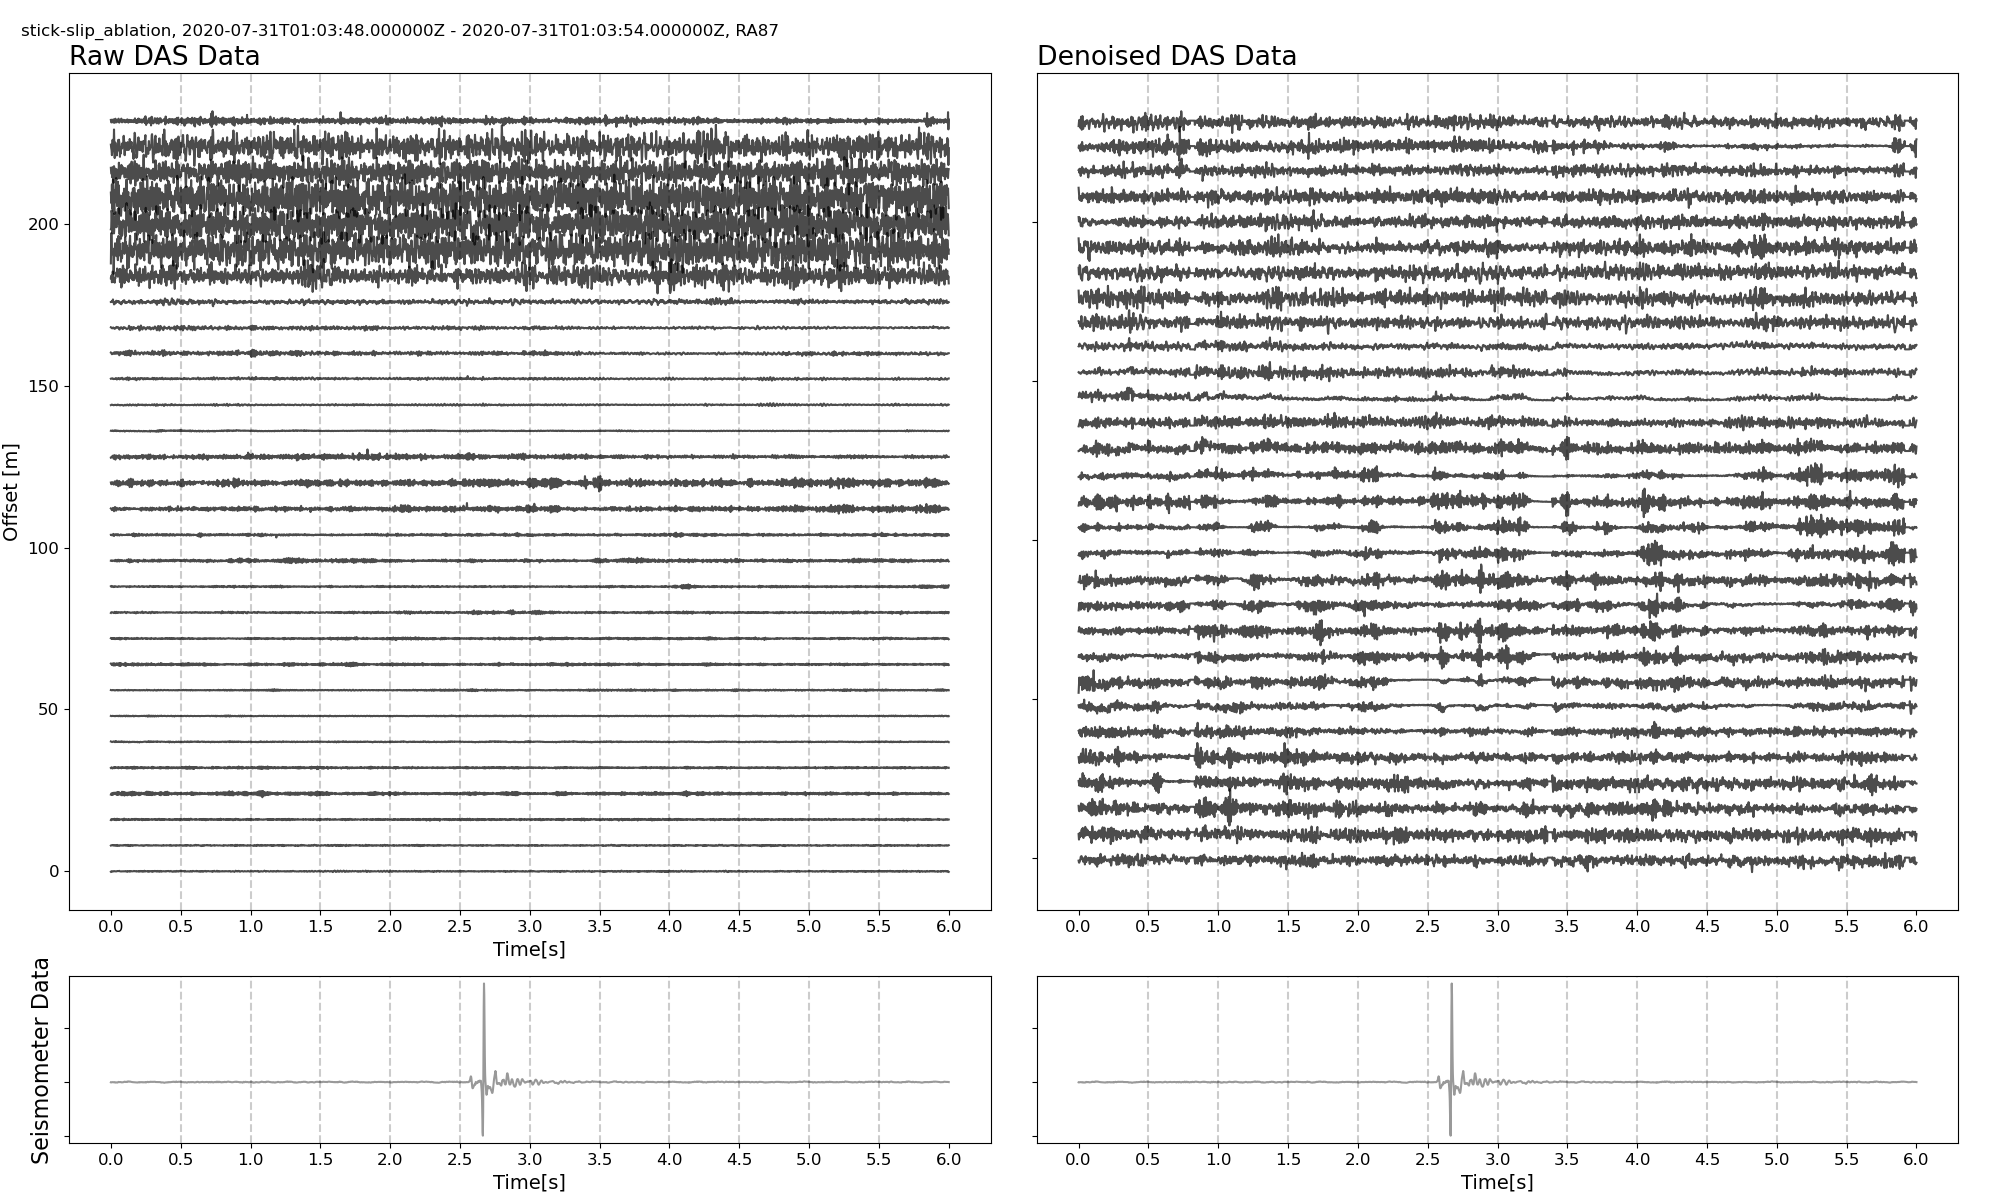 stick-slip_ablation, 2020-07-31T01:03:48.000000Z - 2020-07-31T01:03:54.000000Z, RA87
Raw DAS Data
Denoised DAS Data
Offset [m]
200
150
100
50
0
0.0 0.5 1.0 1.5 2.0 2.5 3.0 3.5 4.0 4.5 5.0 5.5 6.0
Time[s]
0.0 0.5 1.0 1.5 2.0 2.5 3.0 3.5 4.0 4.5 5.0 5.5 6.0
Seismometer Data
0.0 0.5 1.0 1.5 2.0 2.5 3.0 3.5 4.0 4.5 5.0 5.5 6.0
Time[s]
0.0 0.5 1.0 1.5 2.0 2.5 3.0 3.5 4.0 4.5 5.0 5.5 6.0
Time[s]